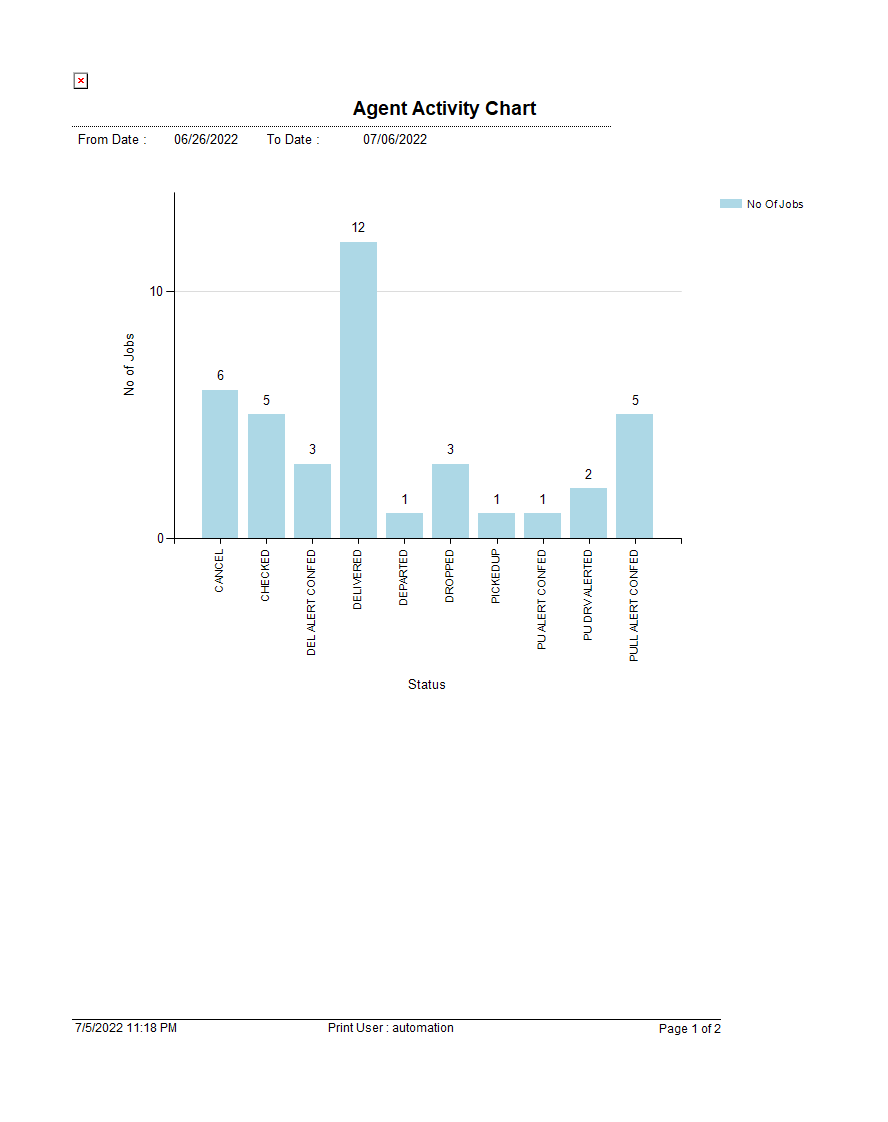 Agent Activity Chart
From Date : 06/26/2022 To Date : 07/06/2022
No Of Jobs
12
10
No of Jobs
6
5
5
3
3
2
1
1
1
0
CANCEL
CHECKED
DEL ALERT CONFED
DELIVERED
DEPARTED
DROPPED
PICKEDUP
PU ALERT CONFED
PU DRV ALERTED
PULL ALERT CONFED
Status
7/5/2022 11:18 PM Print User : automation Page 1 of 2